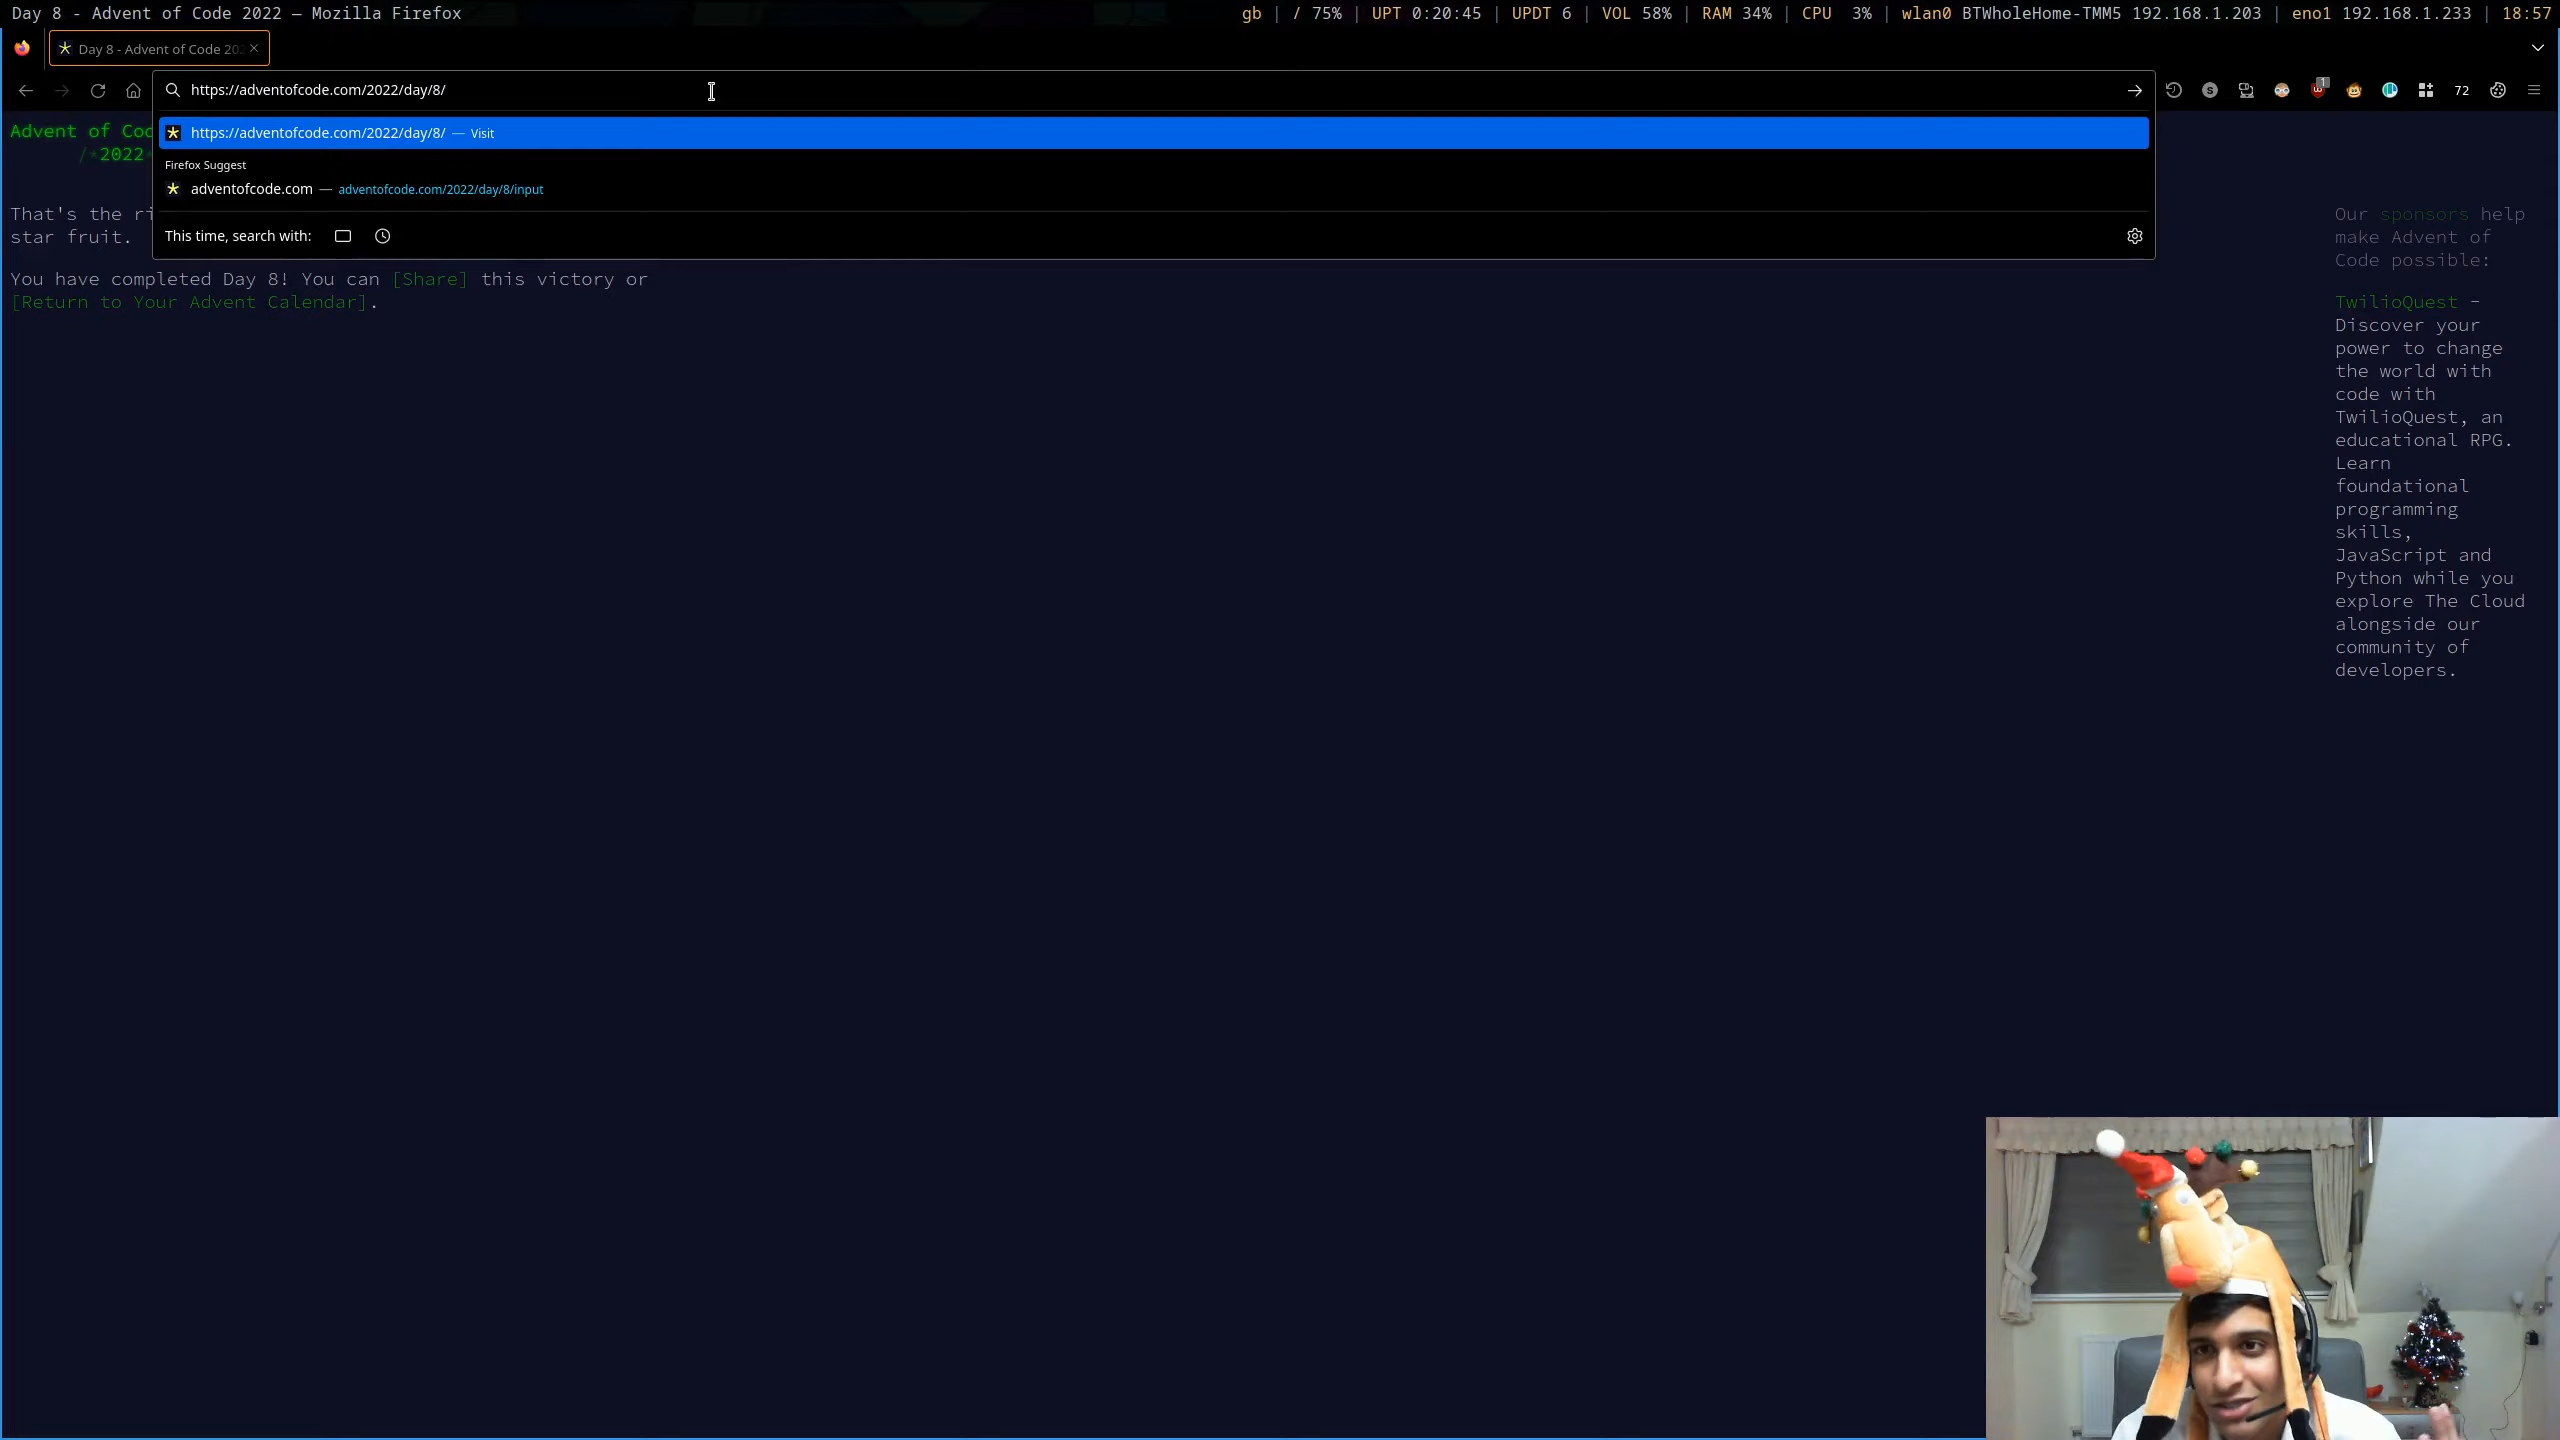 Day 8 - Advent of Code 2022 — Mozilla Firefox
gb | / 75% | UPT 0:20:45 | UPDT 6 | VOL 58% | RAM 34% | CPU 3% | wlan0 BTWholeHome-TMM5 192.168.1.203 | eno1 192.168.1.233 | 18:57
Day 8 - Advent of Code 202
https://adventofcode.com/2022/day/8/
72
1
https://adventofcode.com/2022/day/8/ — Visit
Firefox Suggest
adventofcode.com — adventofcode.com/2022/day/8/input
This time, search with:
Advent of Cod
/*2022
That's the ri
star fruit.
You have completed Day 8! You can [Share] this victory or
[Return to Your Advent Calendar].
Our sponsors help
make Advent of
Code possible:
TwilioQuest -
Discover your
power to change
the world with
code with
TwilioQuest, an
educational RPG.
Learn
foundational
programming
skills,
JavaScript and
Python while you
explore The Cloud
alongside our
community of
developers.